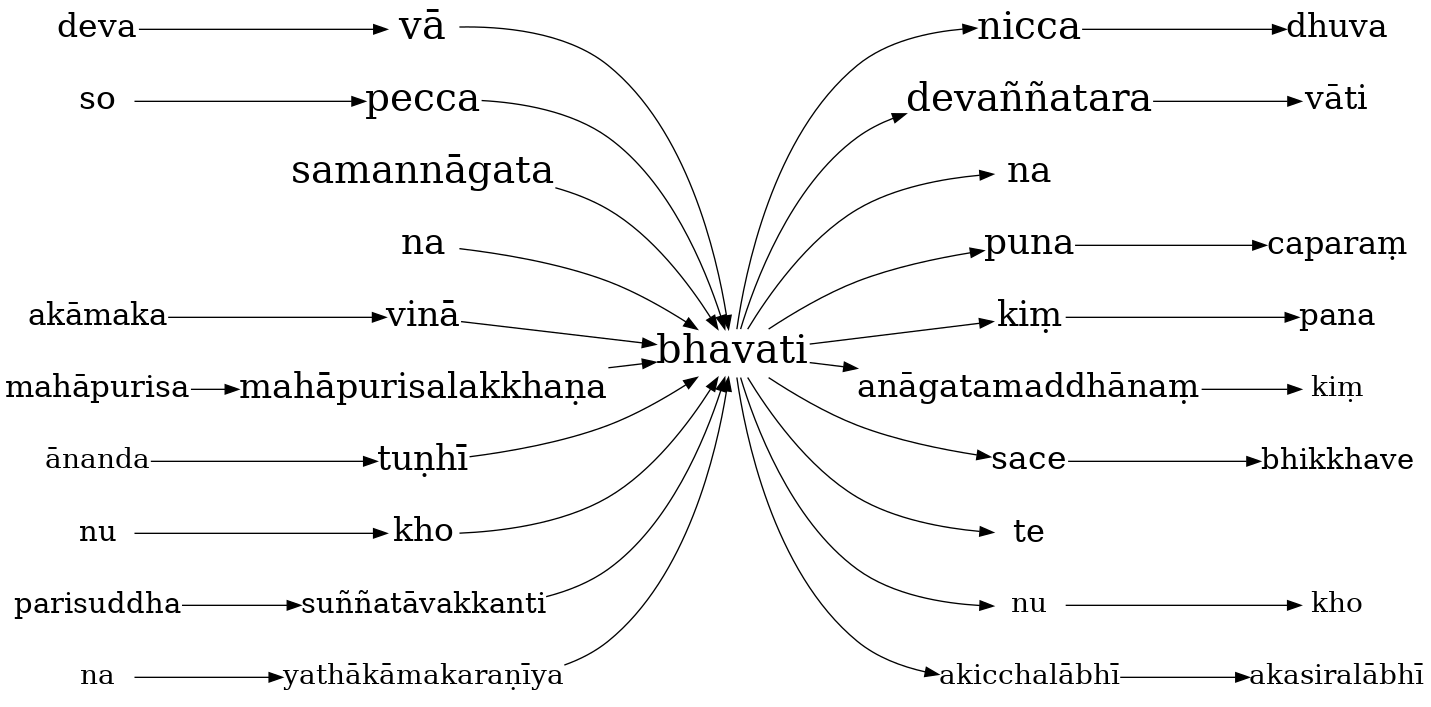 deva vā nicca dhuva
so pecca devaññatara vāti
samannāgata na
na puna caparaṃ
akāmaka vinā kiṃ pana
bhavati
mahāpurisa mahāpurisalakkhaṇa anāgatamaddhānaṃ kiṃ
ānanda tuṇhī sace bhikkhave
nu kho te
parisuddha suññatāvakkanti nu kho
na yathākāmakaraṇīya akicchalābhī akasiralābhī